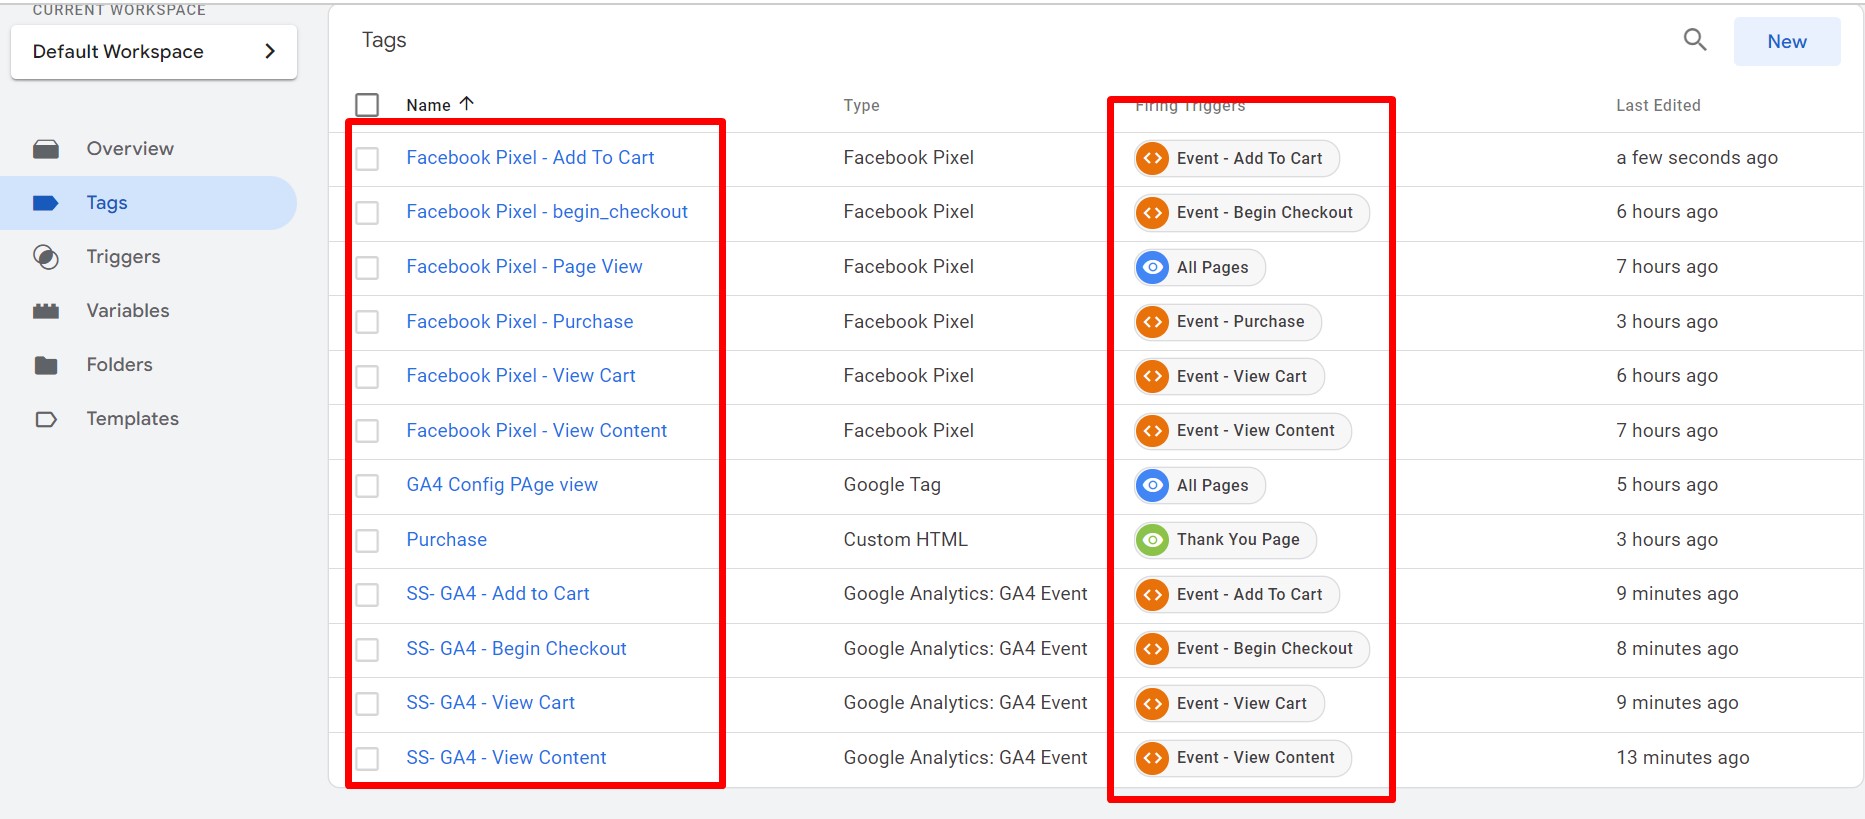 CURRENT WORKSPACE
Default Workspace
Overview
Tags
Triggers
Variables
Folders
Templates
Tags
New
Name Type Firing Triggers Last Edited
Facebook Pixel - Add To Cart Facebook Pixel Event - Add To Cart a few seconds ago
Facebook Pixel - begin_checkout Facebook Pixel Event - Begin Checkout 6 hours ago
Facebook Pixel - Page View Facebook Pixel All Pages 7 hours ago
Facebook Pixel - Purchase Facebook Pixel Event - Purchase 3 hours ago
Facebook Pixel - View Cart Facebook Pixel Event - View Cart 6 hours ago
Facebook Pixel - View Content Facebook Pixel Event - View Content 7 hours ago
GA4 Config PAge view Google Tag All Pages 5 hours ago
Purchase Custom HTML Thank You Page 3 hours ago
SS- GA4 - Add to Cart Google Analytics: GA4 Event Event - Add To Cart 9 minutes ago
SS- GA4 - Begin Checkout Google Analytics: GA4 Event Event - Begin Checkout 8 minutes ago
SS- GA4 - View Cart Google Analytics: GA4 Event Event - View Cart 9 minutes ago
SS- GA4 - View Content Google Analytics: GA4 Event Event - View Content 13 minutes ago